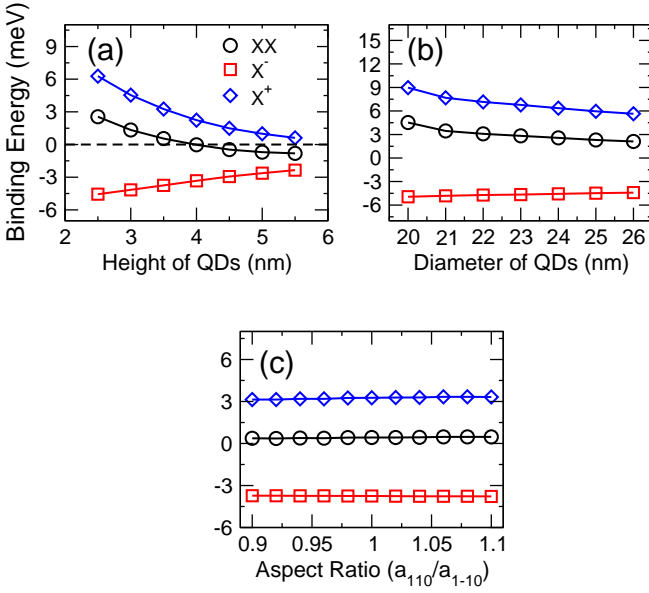 Binding Energy (meV)
(a)
XX
X-
X+
9
6
3
0
-3
-6
2 3 4 5 6
Height of QDs (nm)
(b)
15
12
9
6
3
0
-3
-6
20 21 22 23 24 25 26
Diameter of QDs (nm)
(c)
6
3
0
-3
-6
0.9 0.95 1 1.05 1.1
Aspect Ratio (a110/a1-10)